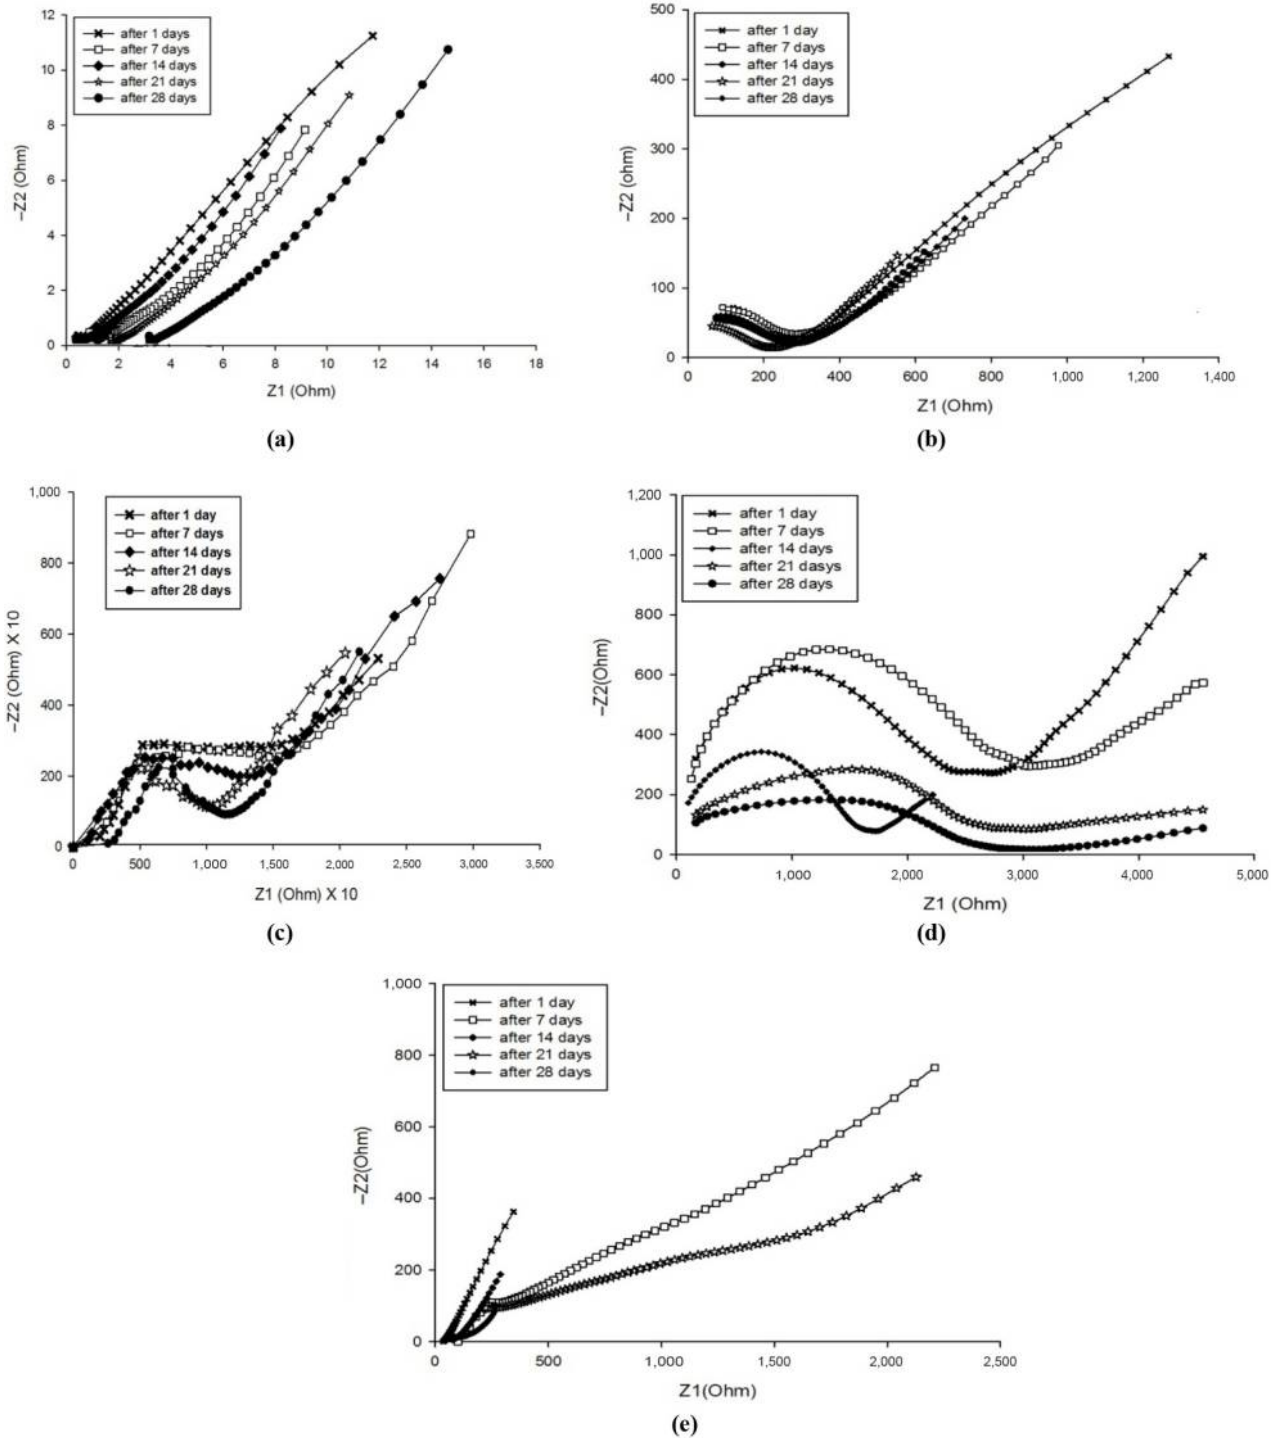 12
10
8
6
4
2
0
−Z2 (Ohm)
after 1 days
after 7 days
after 14 days
after 21 days
after 28 days
0 2 4 6 8 10 12 14 16 18
Z1 (Ohm)
(a)
500
400
300
200
100
0
−Z2 (ohm)
after 1 day
after 7 days
after 14 days
after 21 days
after 28 days
0 200 400 600 800 1,000 1,200 1,400
Z1 (Ohm)
(b)
1,000
800
600
400
200
0
−Z2 (Ohm) X 10
after 1 day
after 7 days
after 14 days
after 21 days
after 28 days
0 500 1,000 1,500 2,000 2,500 3,000 3,500
Z1 (Ohm) X 10
(c)
1,200
1,000
800
600
400
200
0
−Z2(Ohm)
after 1 day
after 7 days
after 14 days
after 21 dasys
after 28 days
0 1,000 2,000 3,000 4,000 5,000
Z1 (Ohm)
(d)
1,000
800
600
400
200
0
−Z2(Ohm)
after 1 day
after 7 days
after 14 days
after 21 days
after 28 days
0 500 1,000 1,500 2,000 2,500
Z1(Ohm)
(e)